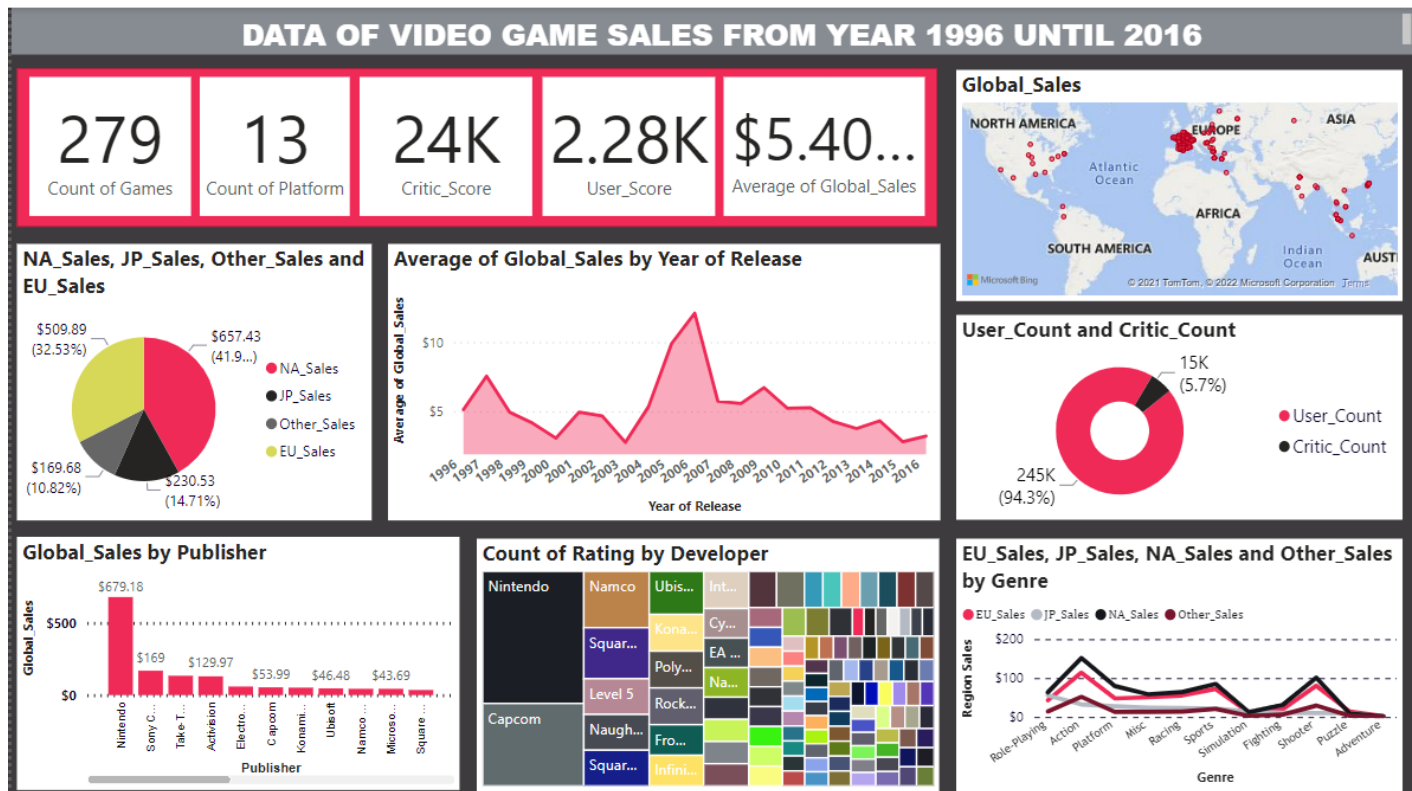 DATA OF VIDEO GAME SALES FROM YEAR 1996 UNTIL 2016
279
Count of Games
13
Count of Platform
24K
Critic_Score
2.28K
User_Score
$5.40...
Average of Global_Sales
Global_Sales
NORTH AMERICA
EUROPE
ASIA
Atlantic
Ocean
AFRICA
SOUTH AMERICA
Indian
Ocean
AUSTI
Microsoft Bing
© 2021 TomTom, © 2022 Microsoft Corporation Terms
NA_Sales, JP_Sales, Other_Sales and
EU_Sales
$509.89
(32.53%)
$657.43
(41.9...)
$169.68
(10.82%)
$230.53
(14.71%)
NA_Sales
JP_Sales
Other_Sales
EU_Sales
Average of Global_Sales by Year of Release
Average of Global_Sales
$10
$5
1996
1997
1998
1999
2000
2001
2002
2003
2004
2005
2006
2007
2008
2009
2010
2011
2012
2013
2014
2015
2016
Year of Release
User_Count and Critic_Count
15K
(5.7%)
245K
(94.3%)
User_Count
Critic_Count
Global_Sales by Publisher
Global_Sales
$679.18
$500
$169
$129.97
$53.99
$46.48
$43.69
$0
Nintendo
Sony C...
Take-T...
Activision
Electro...
Capcom
Konami...
Ubisoft
Namco...
Microso...
Square ...
Publisher
Count of Rating by Developer
Nintendo
Capcom
Namco
Squar...
Level 5
Naugh...
Squar...
Ubis...
Kona...
Poly...
Rock...
Fro...
Infini...
Int...
Cy...
EA ...
Na...
EU_Sales, JP_Sales, NA_Sales and Other_Sales
by Genre
EU_Sales
JP_Sales
NA_Sales
Other_Sales
Region Sales
$200
$100
$0
Role-Playing
Action
Platform
Misc
Racing
Sports
Simulation
Fighting
Shooter
Puzzle
Adventure
Genre